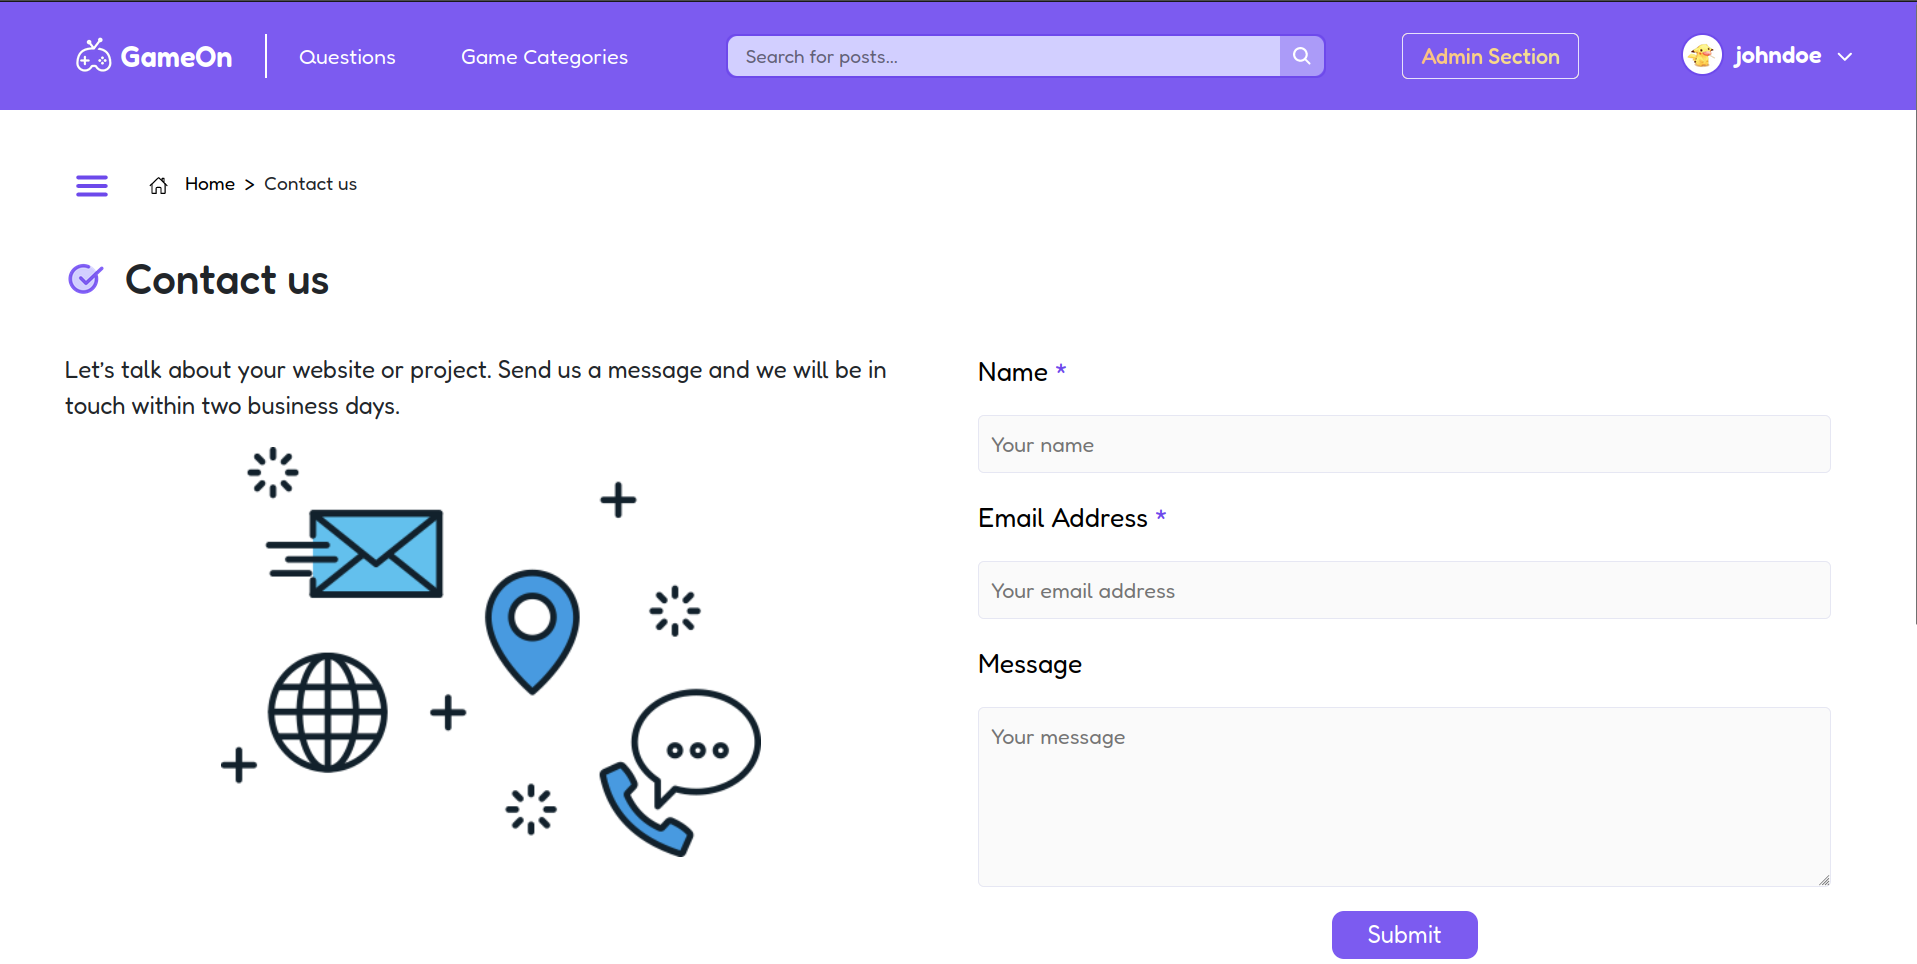 GameOn
Questions
Game Categories
Search for posts...
Admin Section
johndoe
Home > Contact us
Contact us
Let's talk about your website or project. Send us a message and we will be in
touch within two business days.
Name *
Your name
Email Address *
Your email address
Message
Your message
Submit